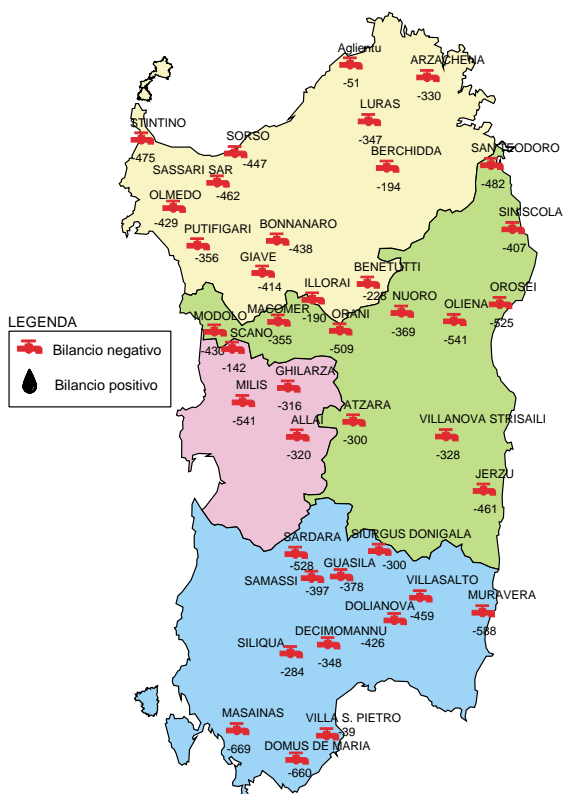 Aglientu
-51
ARZACHENA
-330
LURAS
-347
STINTINO
-475
SORSO
-447
BERCHIDDA
-194
SAN TEODORO
-482
SASSARI SAR
-462
OLMEDO
-429
SINISCOLA
-407
PUTIFIGARI
-356
BONNANARO
-438
GIAVE
-414
BENETUTTI
-228
ILLORAI
-190
NUORO
-369
OROSEI
-525
OLIENA
-541
MACOMER
-355
ORANI
-509
MODOLO
-430
SCANO
-142
LEGENDA
Bilancio negativo
Bilancio positivo
GHILARZA
-316
MILIS
-541
ATZARA
-300
ALLAI
-320
VILLANOVA STRISAILI
-328
JERZU
-461
SARDARA
-528
SIURGUS DONIGALA
-300
GUASILA
-378
SAMASSI
-397
VILLASALTO
-459
MURAVERA
-588
DOLIANOVA
-426
DECIMOMANNU
-348
SILIQUA
-284
MASAINAS
-669
VILLA S. PIETRO
-39
DOMUS DE MARIA
-660